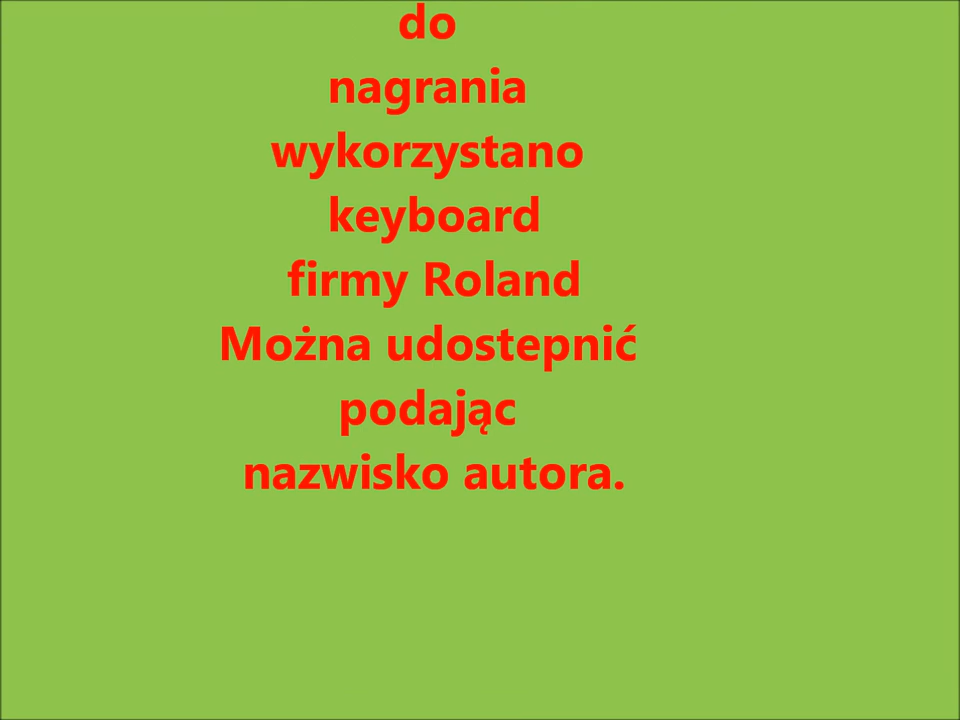 do
nagrania
wykorzystano
keyboard
firmy Roland
Można udostepnić
podając
nazwisko autora.